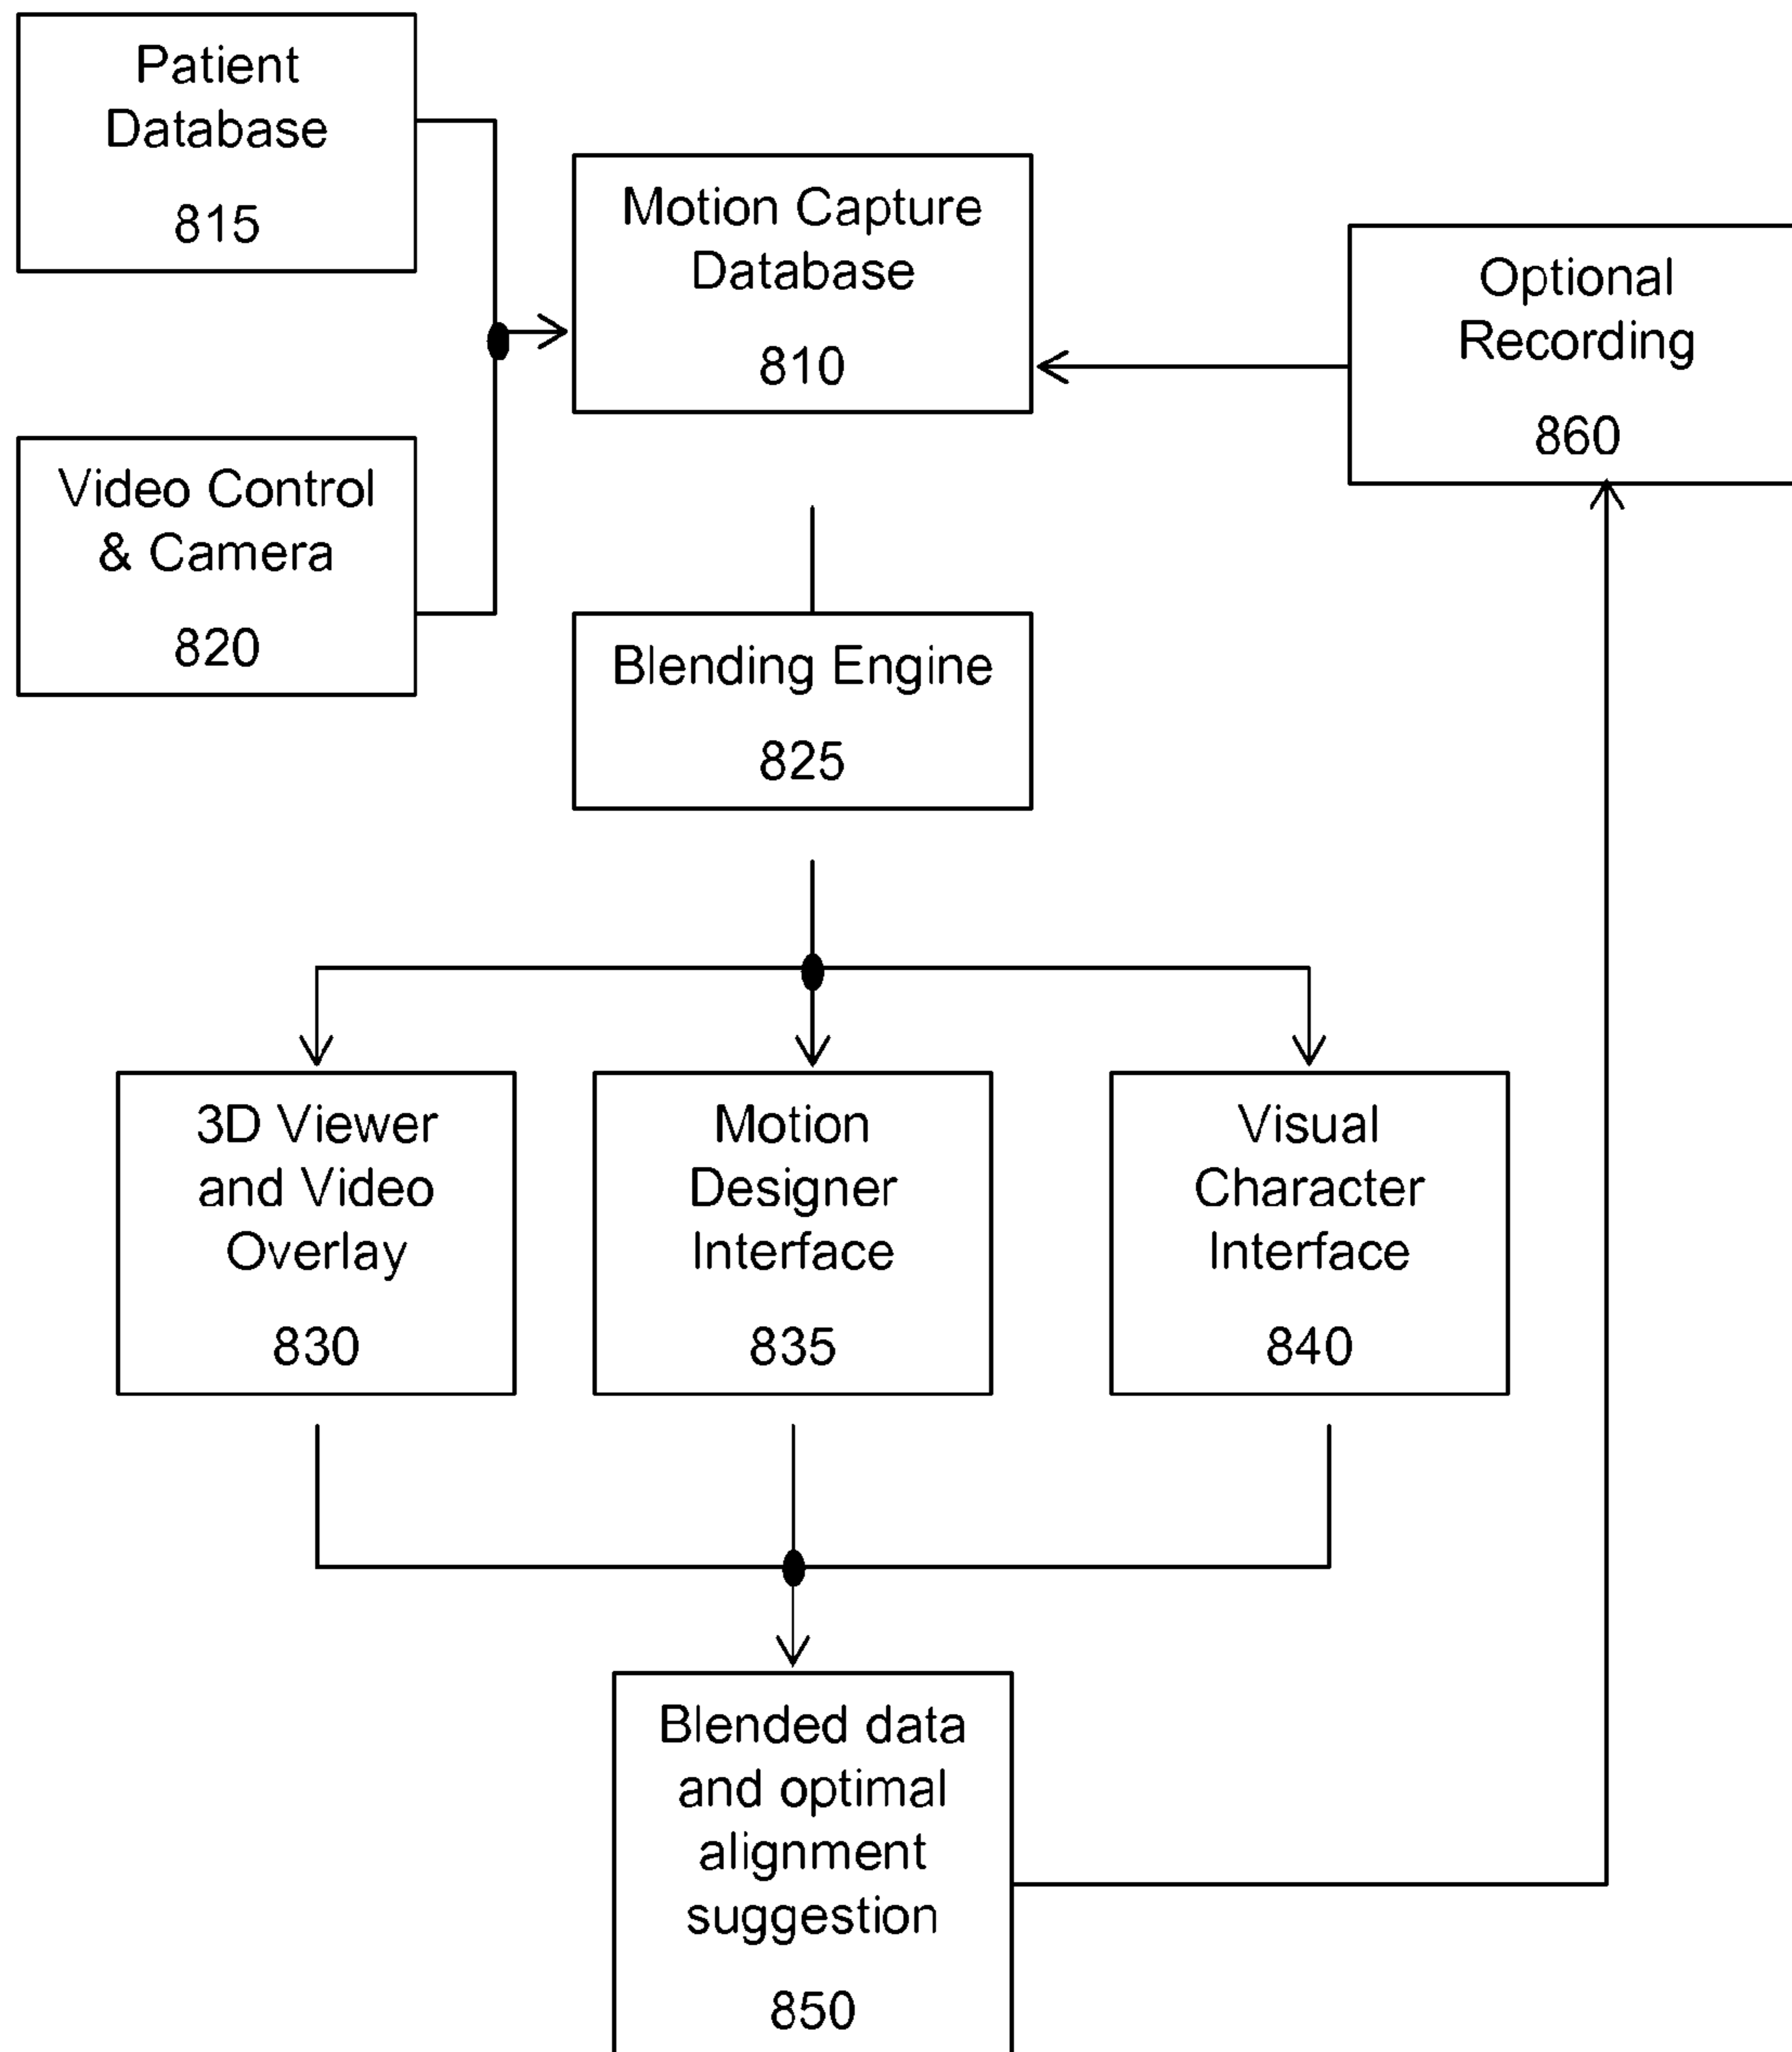 Patient
Database
815
Motion Capture
Database
810
Optional
Recording
860
Video Control
& Camera
820
Blending Engine
825
3D Viewer
and Video
Overlay
830
Motion
Designer
Interface
835
Visual
Character
Interface
840
Blended data
and optimal
alignment
suggestion
850